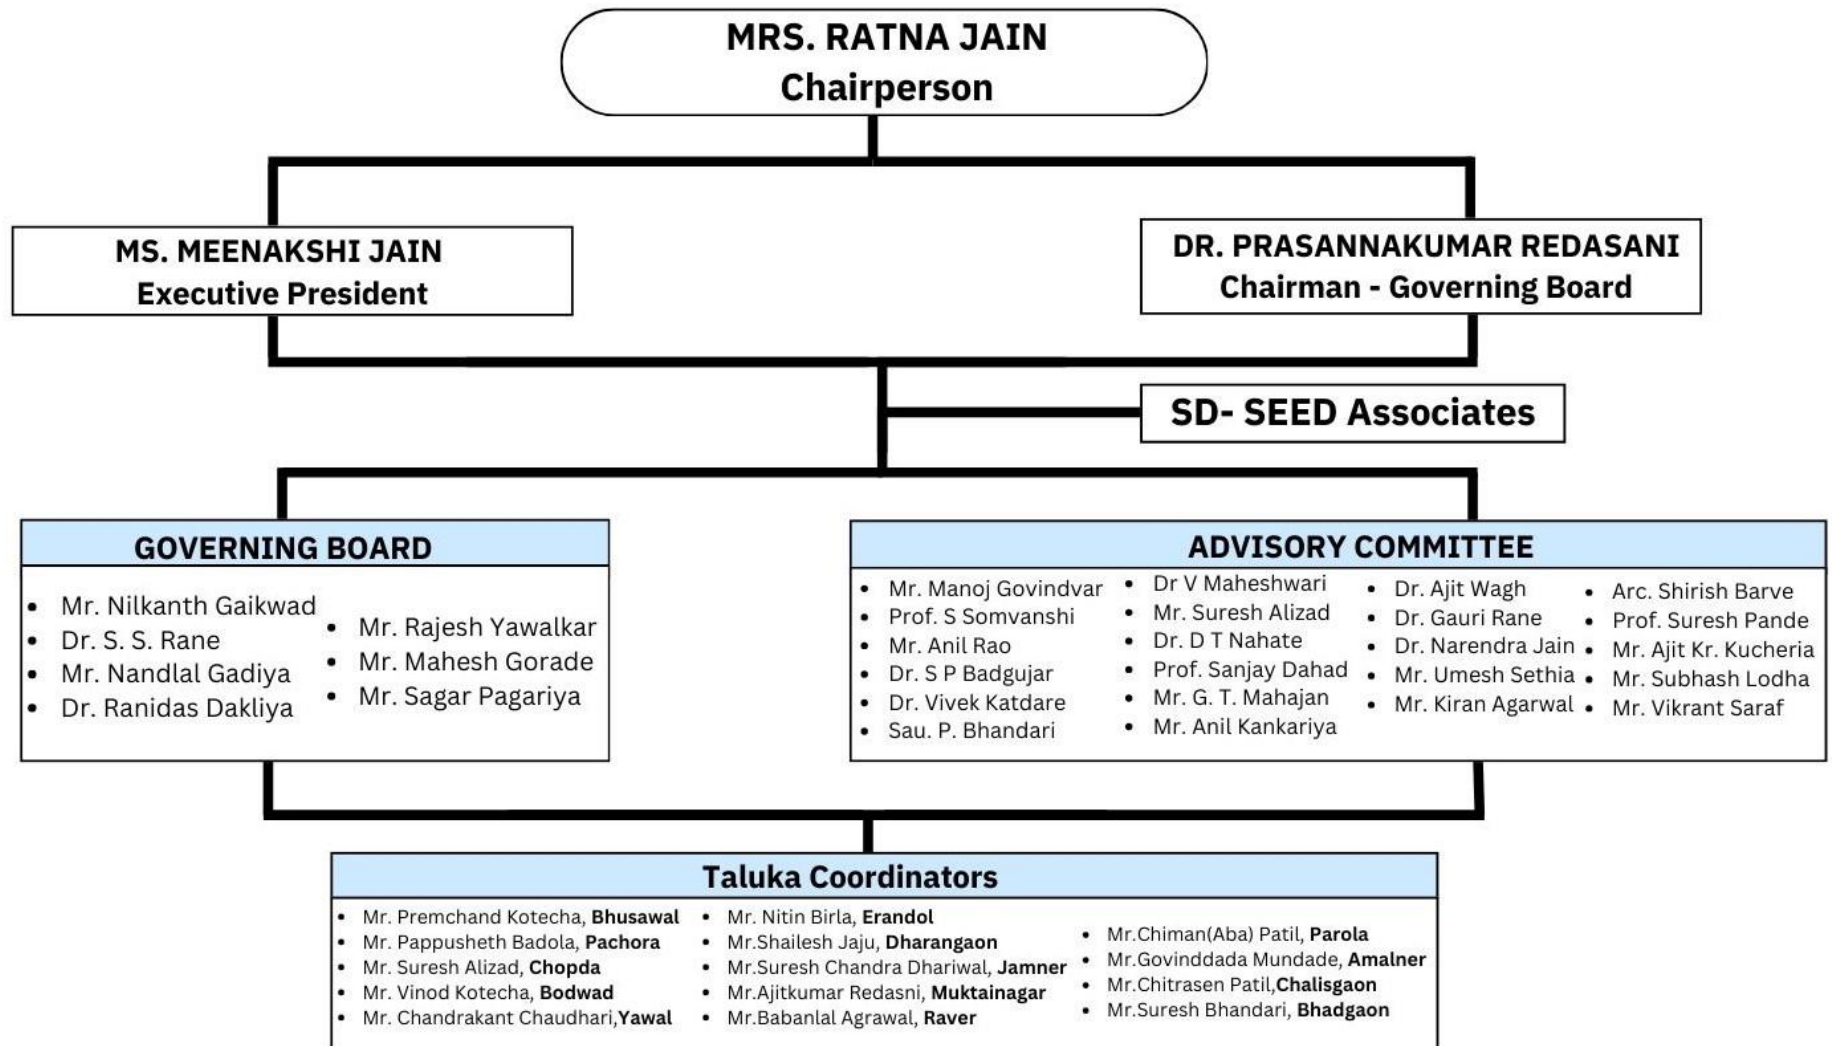 MRS. RATNA JAIN
Chairperson
MS. MEENAKSHI JAIN
Executive President
DR. PRASANNAKUMAR REDASANI
Chairman - Governing Board
SD- SEED Associates
GOVERNING BOARD
• Mr. Nilkanth Gaikwad
• Dr. S. S. Rane
• Mr. Nandlal Gadiya
• Dr. Ranidas Dakliya
• Mr. Rajesh Yawalkar
• Mr. Mahesh Gorade
• Mr. Sagar Pagariya
ADVISORY COMMITTEE
• Mr. Manoj Govindvar
• Prof. S Somvanshi
• Mr. Anil Rao
• Dr. S P Badgujar
• Dr. Vivek Katdare
• Sau. P. Bhandari
• Dr V Maheshwari
• Mr. Suresh Alizad
• Dr. D T Nahate
• Prof. Sanjay Dahad
• Mr. G. T. Mahajan
• Mr. Anil Kankariya
• Dr. Ajit Wagh
• Dr. Gauri Rane
• Dr. Narendra Jain
• Mr. Umesh Sethia
• Mr. Kiran Agarwal
• Arc. Shirish Barve
• Prof. Suresh Pande
• Mr. Ajit Kr. Kucheria
• Mr. Subhash Lodha
• Mr. Vikrant Saraf
Taluka Coordinators
• Mr. Premchand Kotecha, Bhusawal
• Mr. Pappusheth Badola, Pachora
• Mr. Suresh Alizad, Chopda
• Mr. Vinod Kotecha, Bodwad
• Mr. Chandrakant Chaudhari,Yawal
• Mr. Nitin Birla, Erandol
• Mr.Shailesh Jaju, Dharangaon
• Mr.Suresh Chandra Dhariwal, Jamner
• Mr.Ajitkumar Redasni, Muktainagar
• Mr.Babanlal Agrawal, Raver
• Mr.Chiman(Aba) Patil, Parola
• Mr.Govinddada Mundade, Amalner
• Mr.Chitrasen Patil,Chalisgaon
• Mr.Suresh Bhandari, Bhadgaon